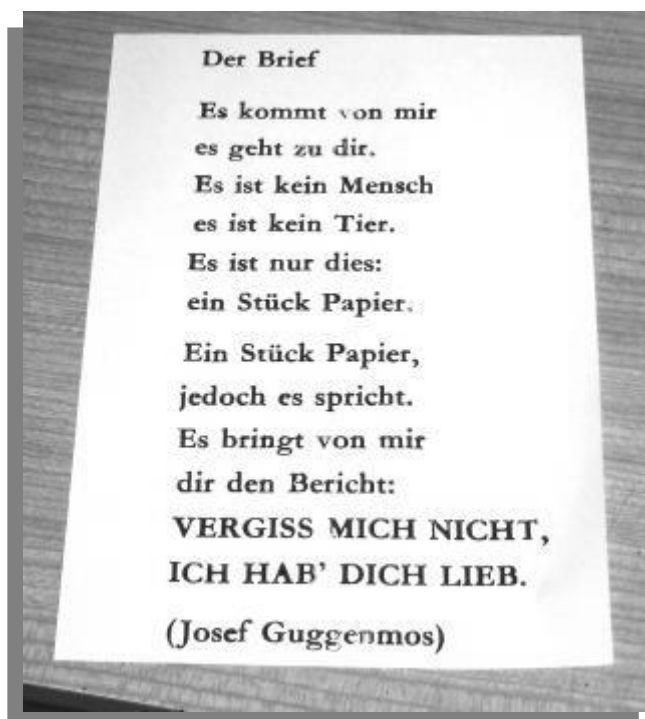 Der Brief
Es kommt von mir
es geht zu dir.
Es ist kein Mensch
es ist kein Tier.
Es ist nur dies:
ein Stück Papier.
Ein Stück Papier,
jedoch es spricht.
Es bringt von mir
dir den Bericht:
VERGISS MICH NICHT,
ICH HAB’ DICH LIEB.
(Josef Guggenmos)